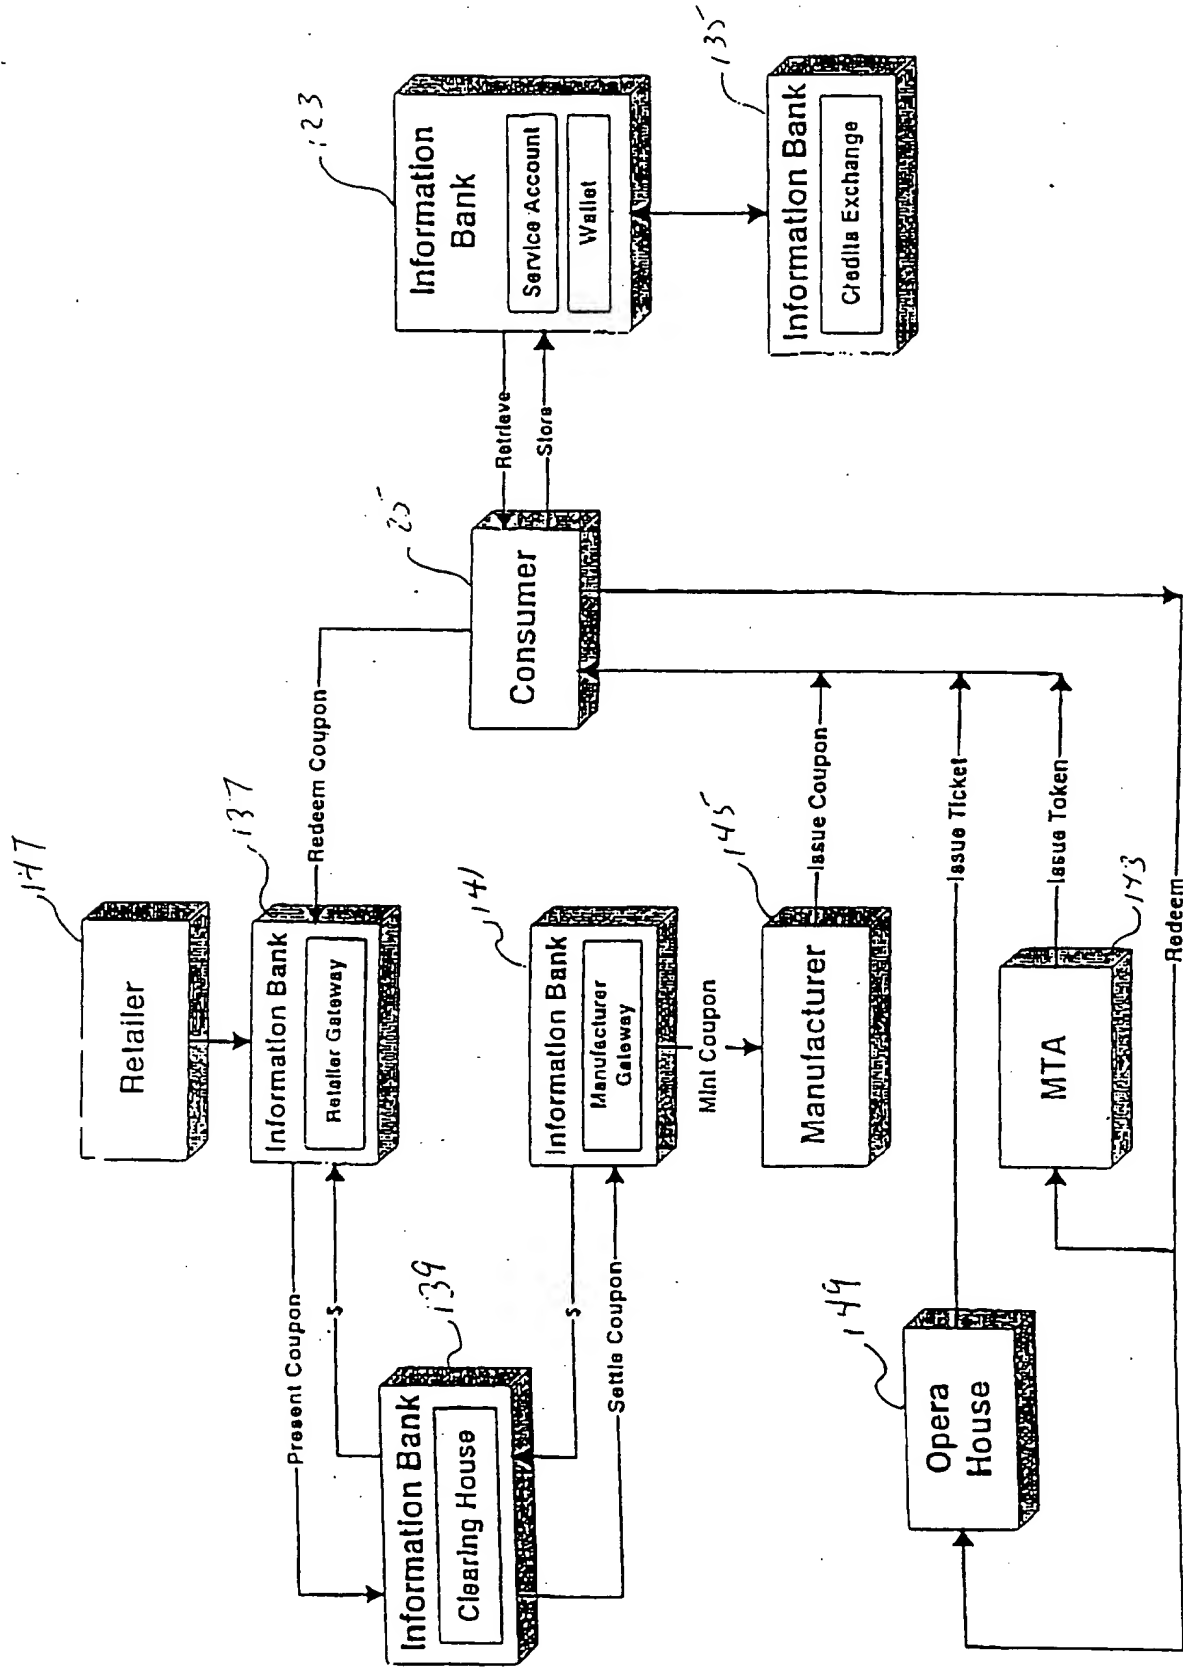 Retailer
147
Information Bank
Retailer Gateway
137
Present Coupon
$
Redeem Coupon
Information Bank
Clearing House
139
$
Settle Coupon
Information Bank
Manufacturer
Gateway
141
Mint Coupon
Manufacturer
145
Issue Coupon
Consumer
25
Retrieve
Store
Information
Bank
Service Account
Wallet
123
Information Bank
Credits Exchange
135
Opera
House
149
Issue Ticket
MTA
143
Issue Token
Redeem